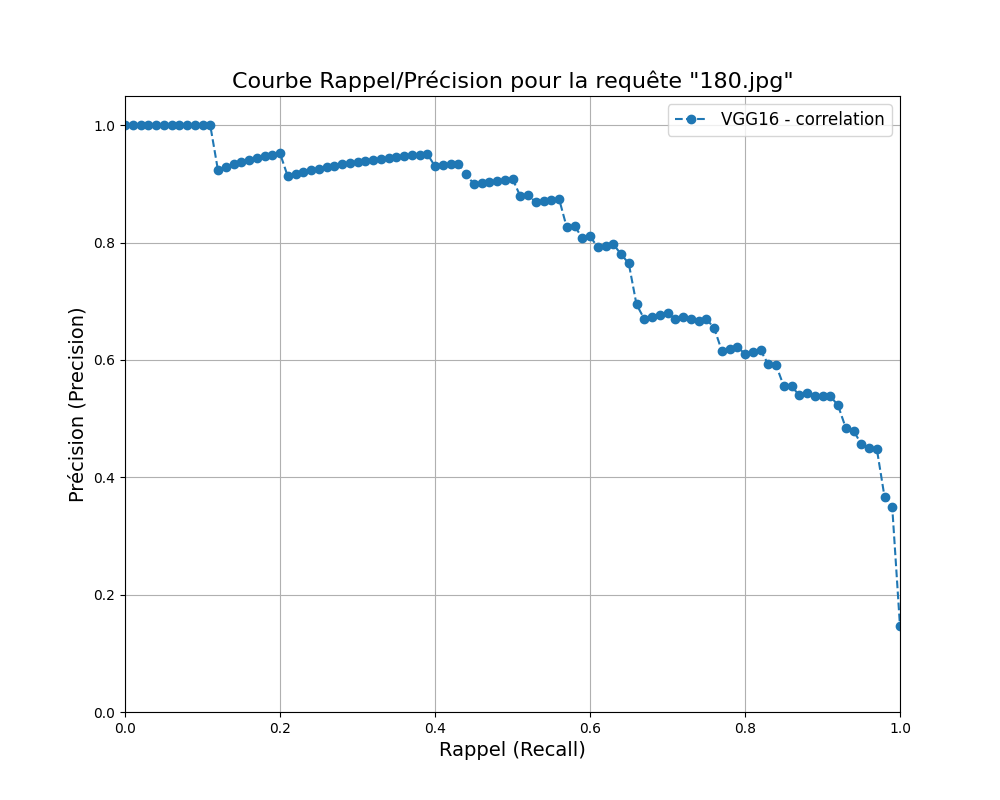 Courbe Rappel/Précision pour la requête "180.jpg"
VGG16 - correlation
1.0
0.8
0.6
0.4
0.2
0.0
Précision (Precision)
0.0 0.2 0.4 0.6 0.8 1.0
Rappel (Recall)